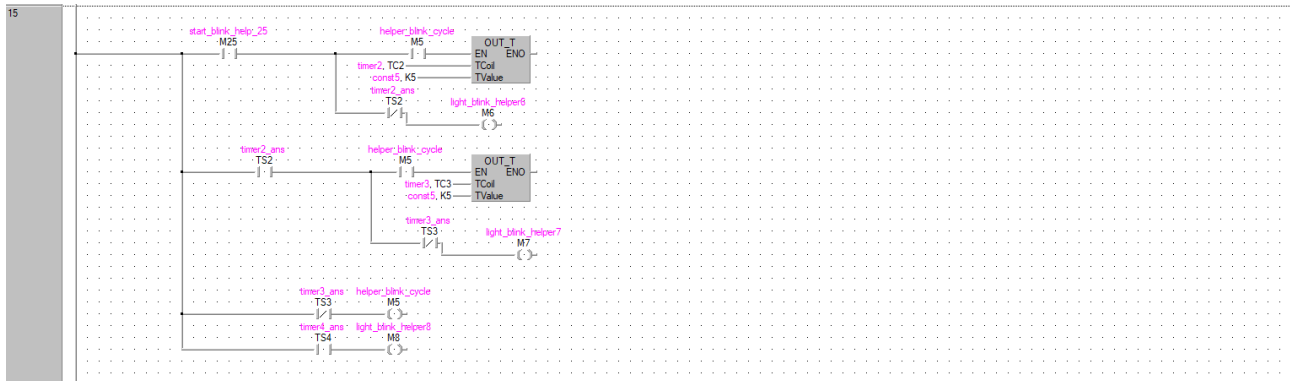 15
start_blink_help_25 helper_blink_cycle
M25 M5 OUT_T
EN ENO
timer2, TC2 TCoil
const5, K5 TValue
timer2_ans
TS2 light_blink_helper6
M6
timer2_ans helper_blink_cycle
TS2 M5 OUT_T
EN ENO
timer3, TC3 TCoil
const5, K5 TValue
timer3_ans
TS3 light_blink_helper7
M7
timer3_ans helper_blink_cycle
TS3 M5
timer4_ans light_blink_helper8
TS4 M8